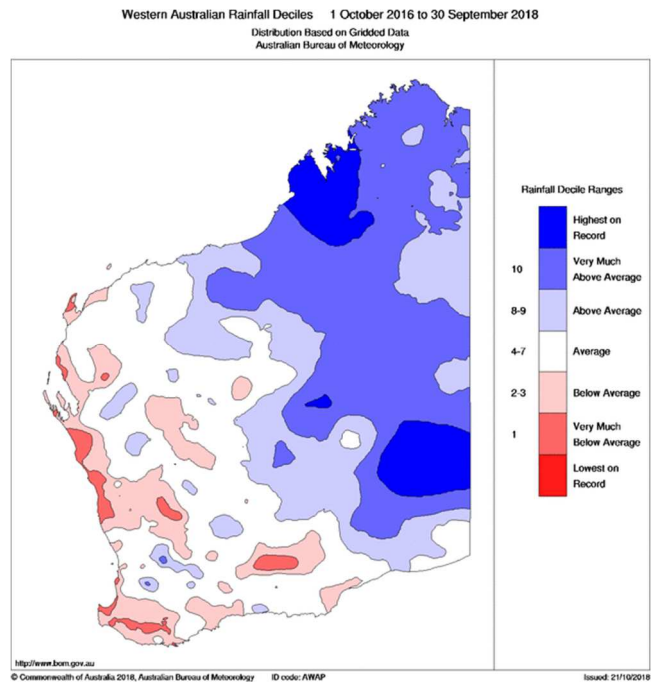 Western Australian Rainfall Deciles 1 October 2016 to 30 September 2018
Distribution Based on Gridded Data
Australian Bureau of Meteorology
Rainfall Decile Ranges
Highest on
Record
10 Very Much
Above Average
8-9 Above Average
4-7 Average
2-3 Below Average
1 Very Much
Below Average
Lowest on
Record
http://www.bom.gov.au
© Commonwealth of Australia 2018, Australian Bureau of Meteorology ID code: AWAP Issued: 21/10/2018